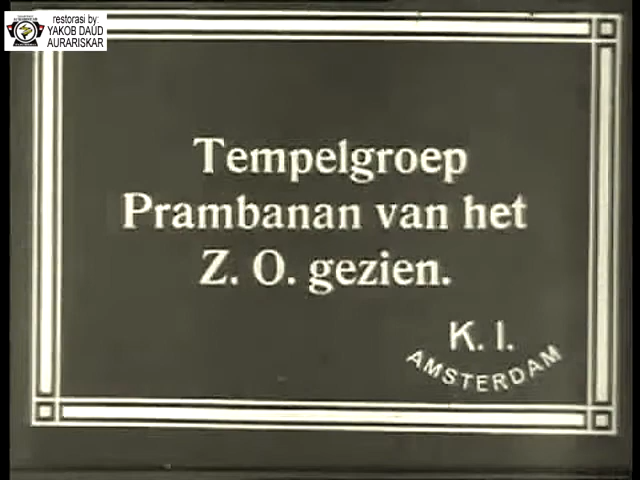 restorasi by:
YAKOB DAUD
AURARISKAR
Tempelgroep
Prambanan van het
Z. O. gezien.
K. I.
AMSTERDAM